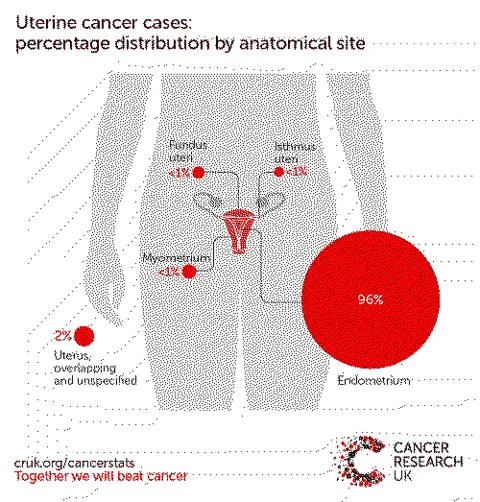 Uterine cancer cases:
percentage distribution by anatomical site
Fundus
uteri
<1%
Isthmus
uteri
<1%
Myometrium
<1%
96%
2%
Uterus,
overlapping
and unspecified
Endometrium
cruk.org/cancerstats
Together we will beat cancer
CANCER
RESEARCH
UK